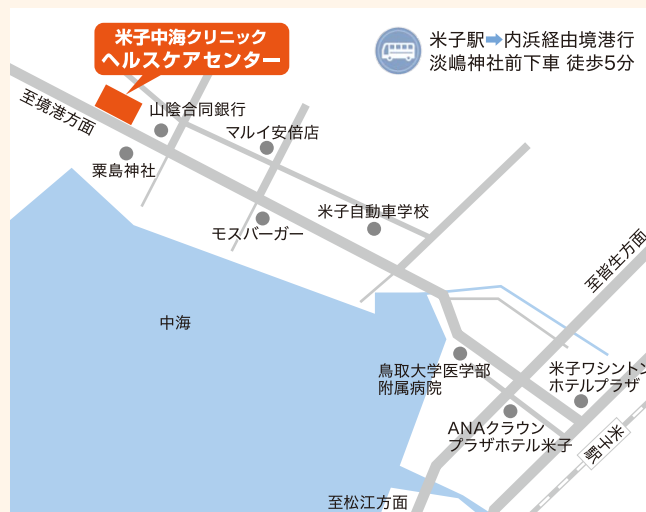 米子中海クリニック
ヘルスケアセンター
米子駅➡内浜経由境港行
淡嶋神社前下車 徒歩5分
至境港方面
山陰合同銀行
マルイ安倍店
粟島神社
米子自動車学校
モスバーガー
至皆生方面
中海
鳥取大学医学部
附属病院
米子ワシントン
ホテルプラザ
ANAクラウン
プラザホテル米子
米子駅
至松江方面